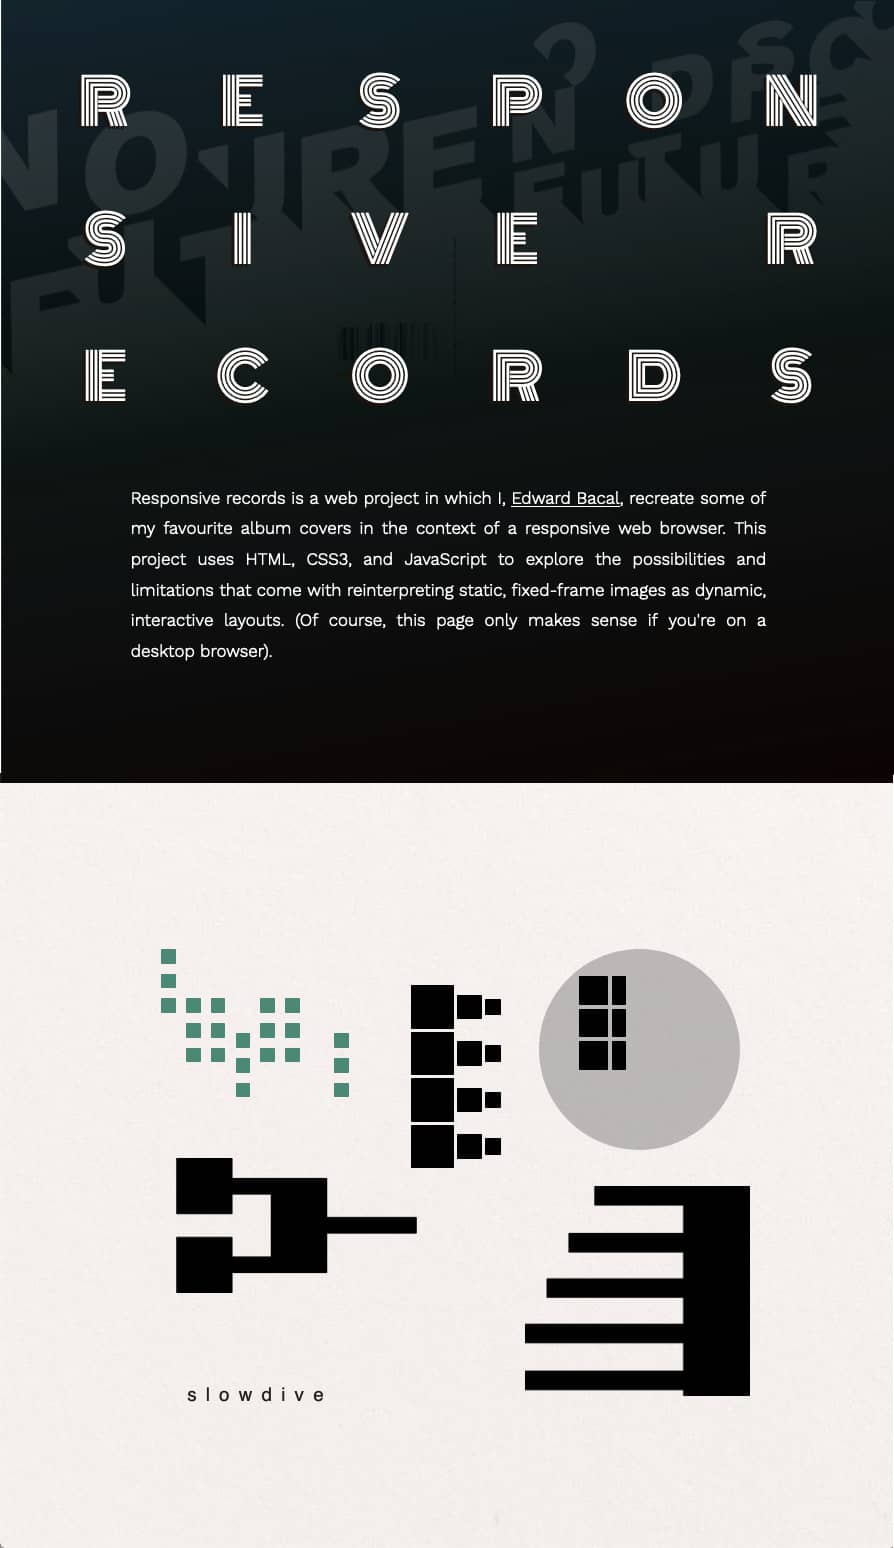 RESPON
SIVE R
ECORDS
Responsive records is a web project in which I, Edward Bacal, recreate some of
my favourite album covers in the context of a responsive web browser. This
project uses HTML, CSS3, and JavaScript to explore the possibilities and
limitations that come with reinterpreting static, fixed-frame images as dynamic,
interactive layouts. (Of course, this page only makes sense if you're on a
desktop browser).
slowdive